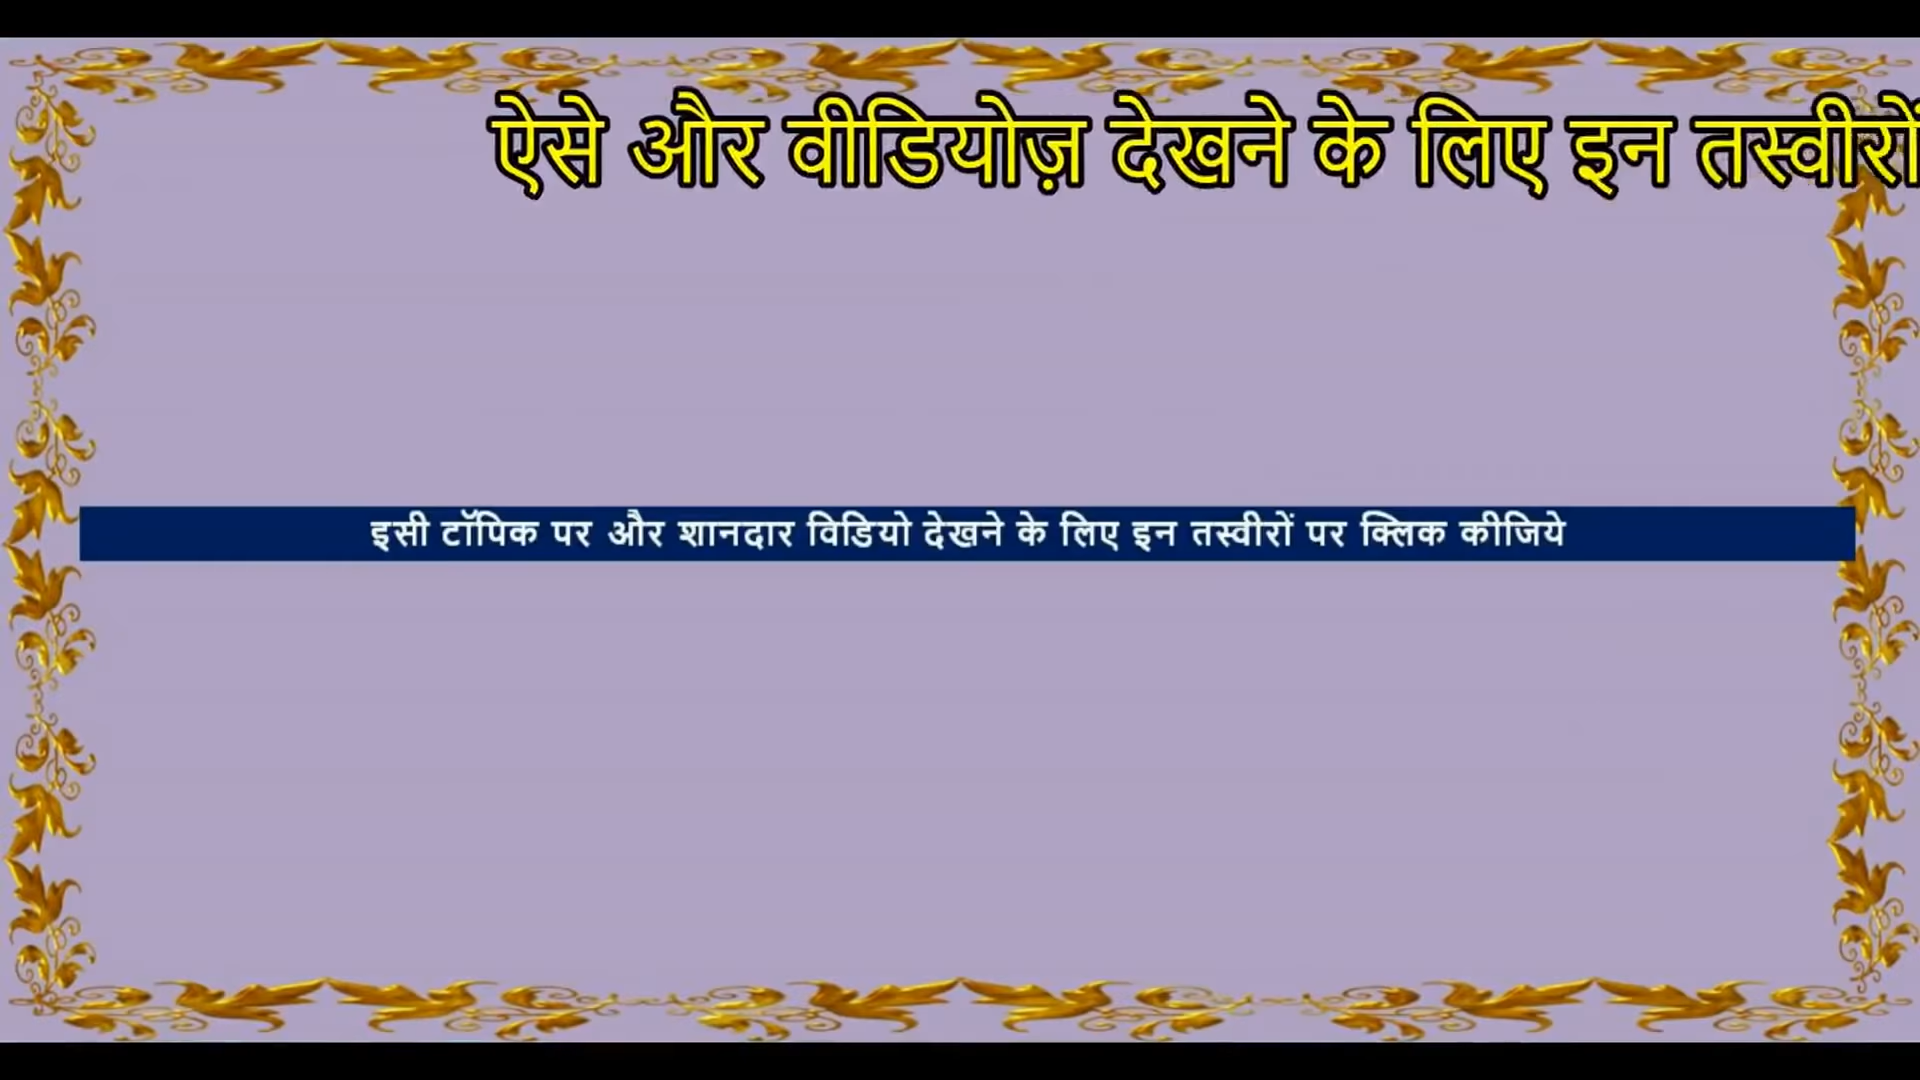 ऐसे और वीडियोज़ देखने के लिए इन तस्वीरों
इसी टॉपिक पर और शानदार विडियो देखने के लिए इन तस्वीरों पर क्लिक कीजिये